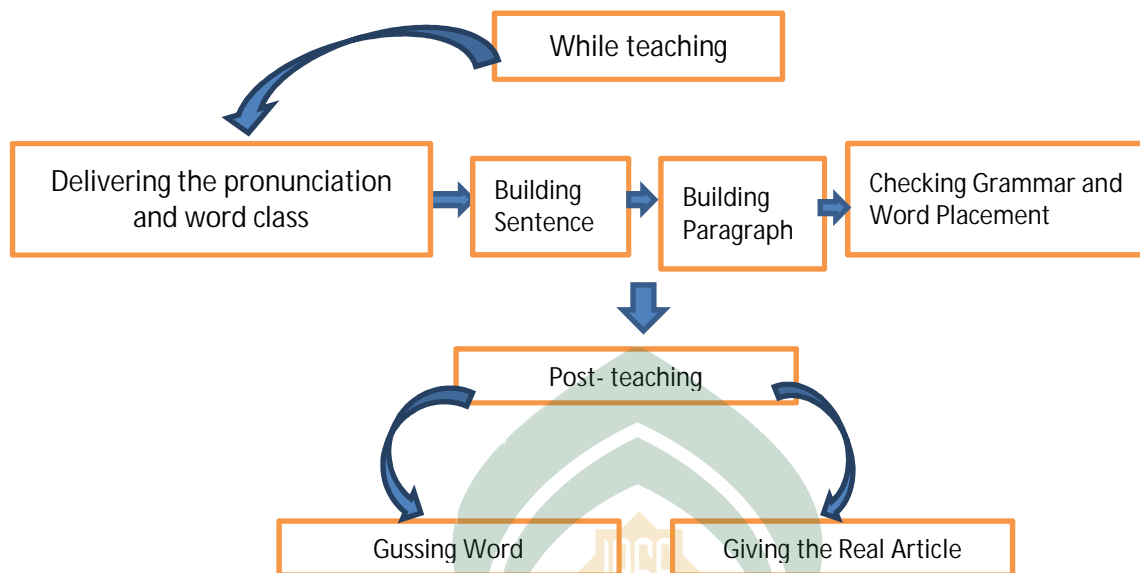 While teaching
Delivering the pronunciation
and word class
Building
Sentence
Building
Paragraph
Checking Grammar and
Word Placement
Post- teaching
Gussing Word
Giving the Real Article